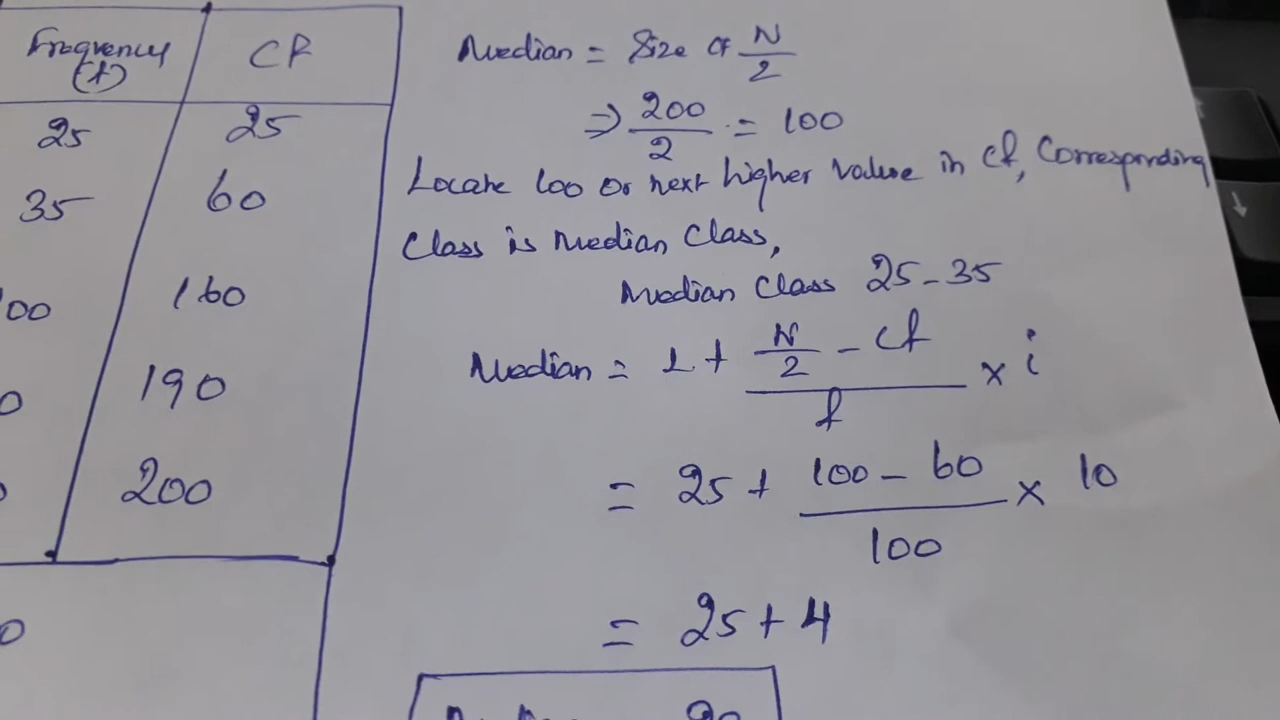 Frequency CF
(f)
25 25
35 60
00 160
0 190
0 200
0
Median = Size of N/2
⇒ 200/2 = 100
Locate 100 or next higher value in cf, Corresponding
Class is Median Class,
Median Class 25-35
Median = L + (N/2 - cf)/f × i
= 25 + (100 - 60)/100 × 10
= 25 + 4